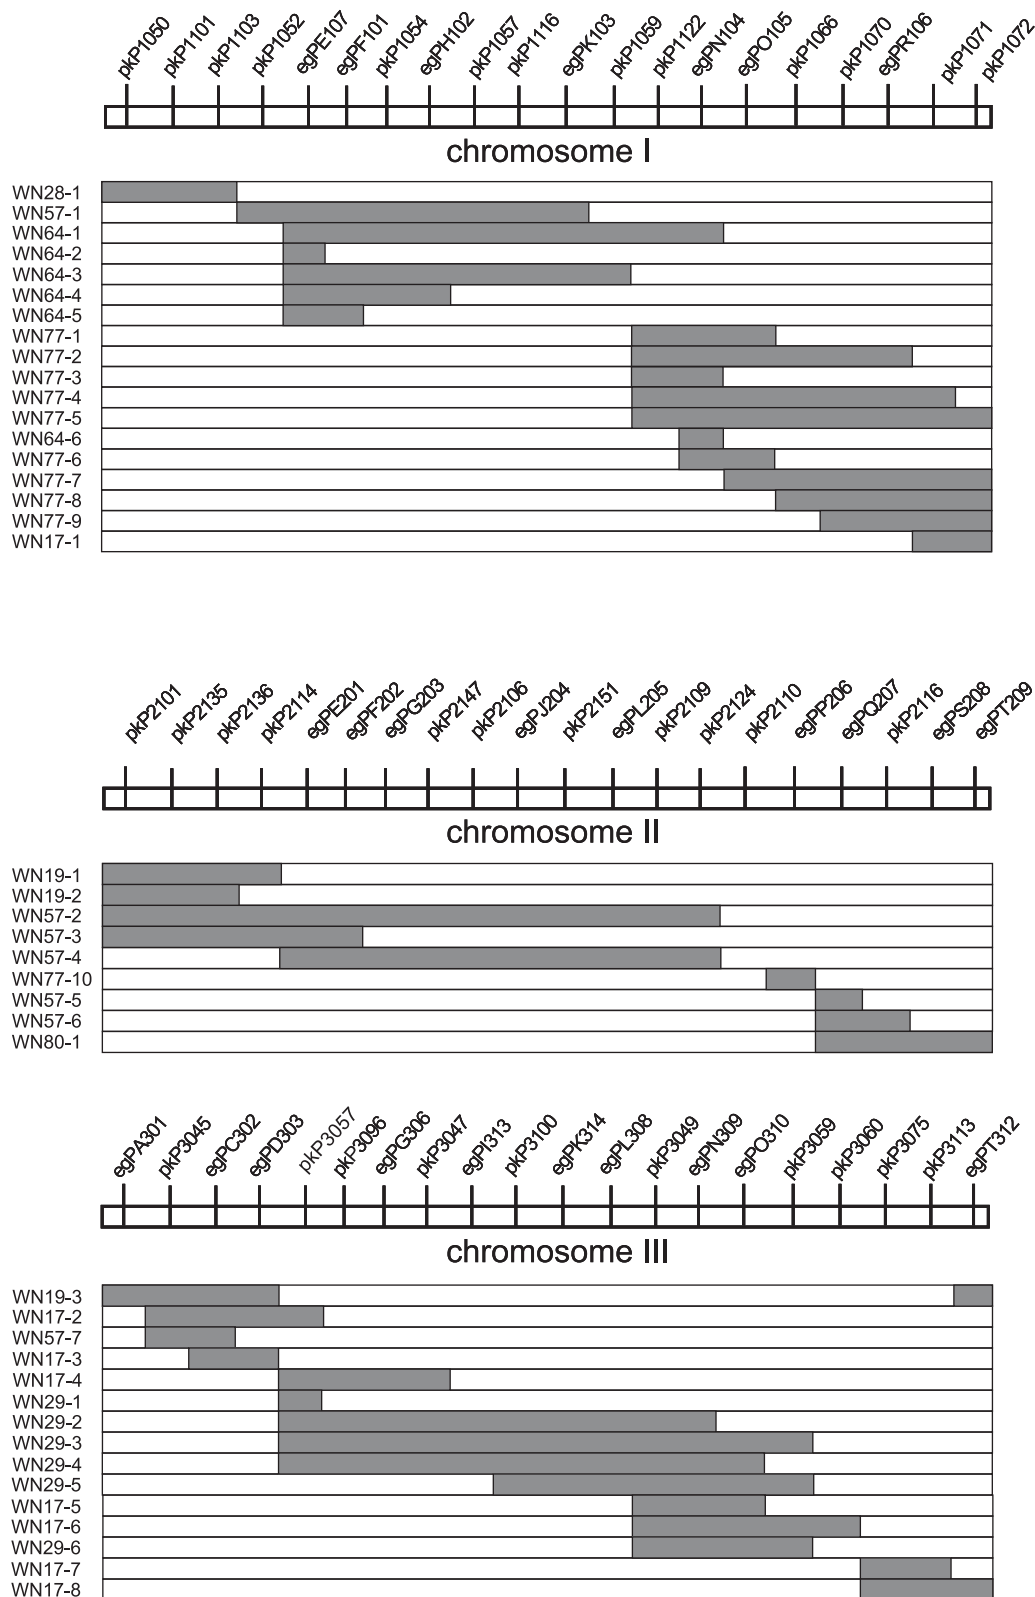 pkP1050 pkP1101 pkP1103 pkP1052 egPE107 egPF101 pkP1054 egPH102 pkP1057 pkP1116 egPK103 pkP1059 pkP1122 egPN104 egPO105 pkP1066 pkP1070 egPR106 pkP1071 pkP1072
chromosome I
WN28-1
WN57-1
WN64-1
WN64-2
WN64-3
WN64-4
WN64-5
WN77-1
WN77-2
WN77-3
WN77-4
WN77-5
WN64-6
WN77-6
WN77-7
WN77-8
WN77-9
WN17-1
pkP2101 pkP2135 pkP2136 pkP2114 egPE201 egPF202 egPG203 pkP2147 pkP2106 egPJ204 pkP2151 egPL205 pkP2109 pkP2124 pkP2110 egPP206 egPQ207 pkP2116 egPS208 egPT209
chromosome II
WN19-1
WN19-2
WN57-2
WN57-3
WN57-4
WN77-10
WN57-5
WN57-6
WN80-1
egPA301 pkP3045 egPC302 egPD303 pkP3057 pkP3096 egPG306 pkP3047 egPI313 pkP3100 egPK314 egPL308 pkP3049 egPN309 egPO310 pkP3059 pkP3060 pkP3075 pkP3113 egPT312
chromosome III
WN19-3
WN17-2
WN57-7
WN17-3
WN17-4
WN29-1
WN29-2
WN29-3
WN29-4
WN29-5
WN17-5
WN17-6
WN29-6
WN17-7
WN17-8